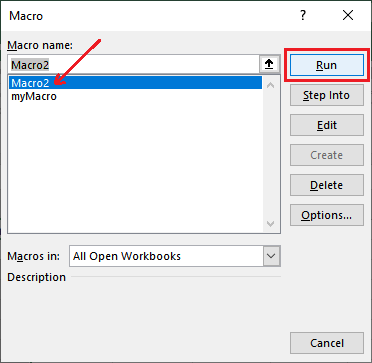 Macro
?
Macro name:
Macro2
Macro2
myMacro
Run
Step Into
Edit
Create
Delete
Options...
Macros in:
All Open Workbooks
Description
Cancel